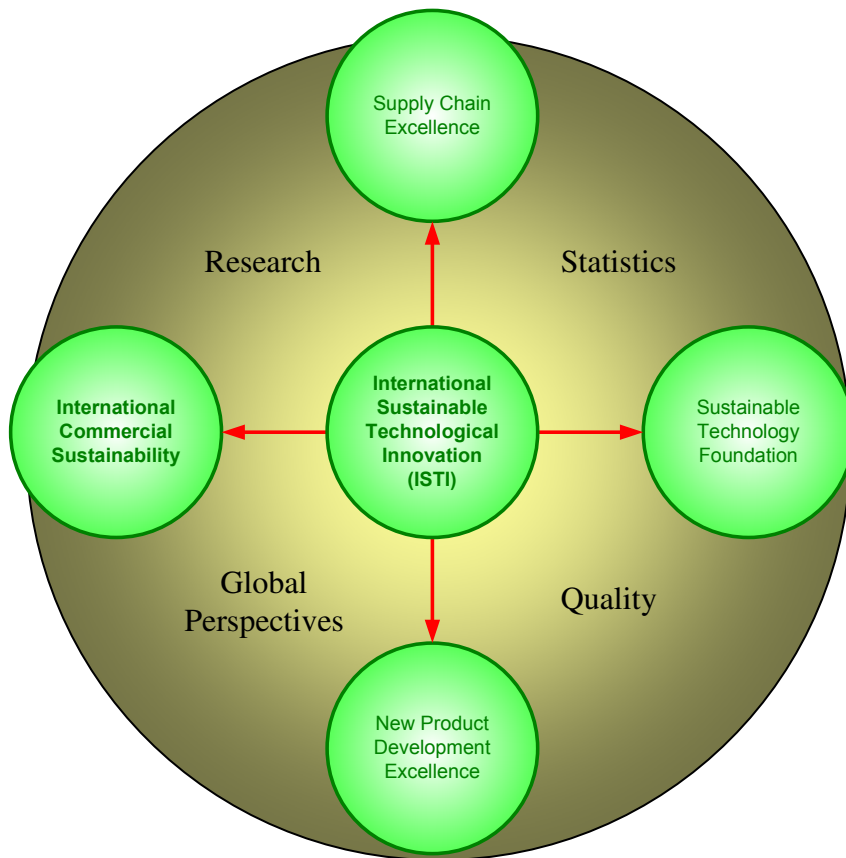 Supply Chain
Excellence
Research
Statistics
International
Commercial
Sustainability
International
Sustainable
Technological
Innovation
(ISTI)
Sustainable
Technology
Foundation
Global
Perspectives
Quality
New Product
Development
Excellence